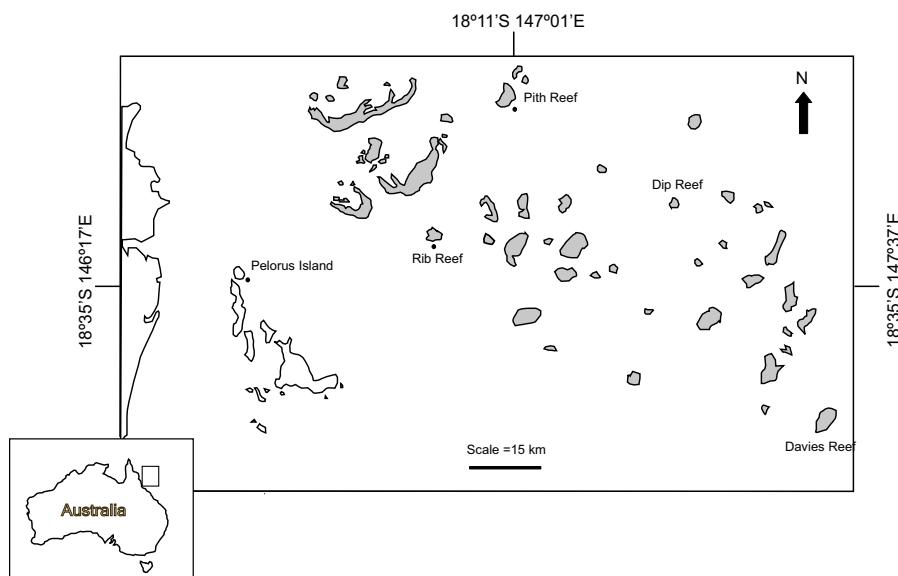 18º11’S 147º01’E
N
Pith Reef
Dip Reef
18º35’S 146º17’E
Rib Reef
Pelorus Island
18º35’S 147º37’E
Scale =15 km
Davies Reef
Australia